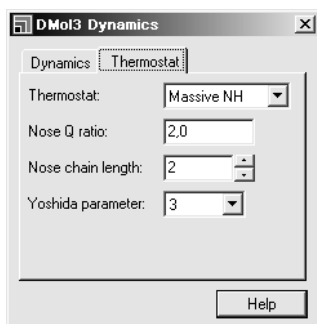 DMol3 Dynamics
Dynamics Thermostat
Thermostat: Massive NH
Nose Q ratio: 2,0
Nose chain length: 2
Yoshida parameter: 3
Help